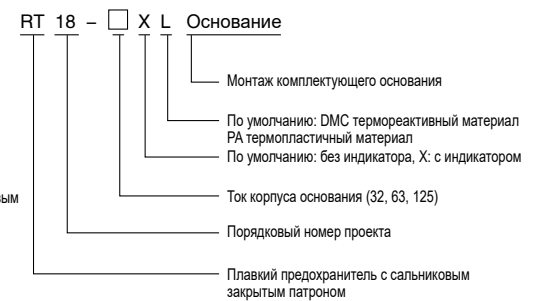 RT 18 – □ X L Основание
Монтаж комплектующего основания
По умолчанию: DMC термореактивный материал
PA термопластичный материал
По умолчанию: без индикатора, X: с индикатором
Ток корпуса основания (32, 63, 125)
вым
Порядковый номер проекта
Плавкий предохранитель с сальниковым
закрытым патроном